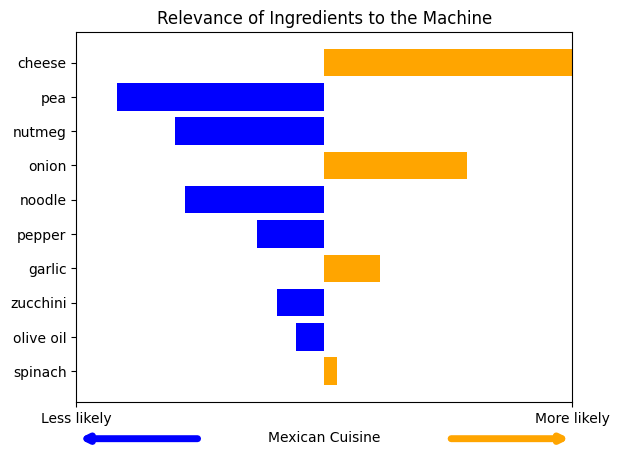 Relevance of Ingredients to the Machine
cheese
pea
nutmeg
onion
noodle
pepper
garlic
zucchini
olive oil
spinach
Less likely
More likely
Mexican Cuisine